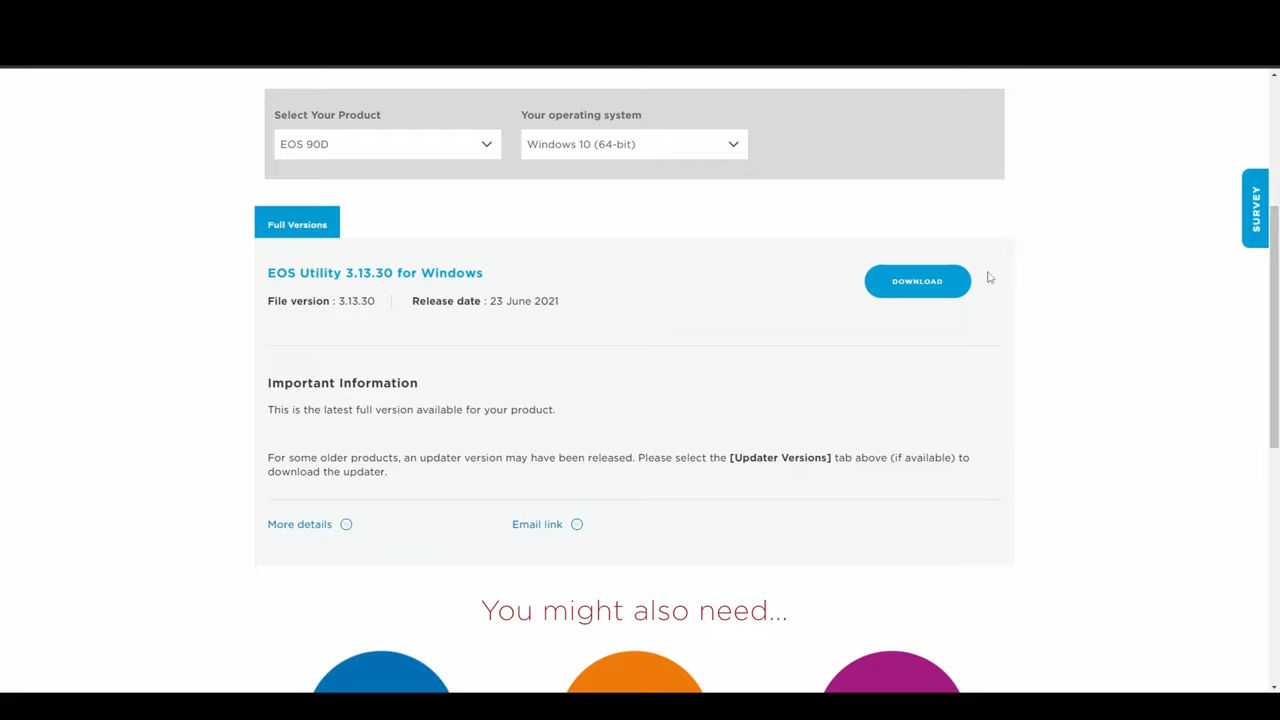 Select Your Product
Your operating system
EOS 90D
Windows 10 (64-bit)
SURVEY
Full Versions
EOS Utility 3.13.30 for Windows
DOWNLOAD
File version : 3.13.30
Release date : 23 June 2021
Important Information
This is the latest full version available for your product.
For some older products, an updater version may have been released. Please select the [Updater Versions] tab above (if available) to
download the updater.
More details
Email link
You might also need...